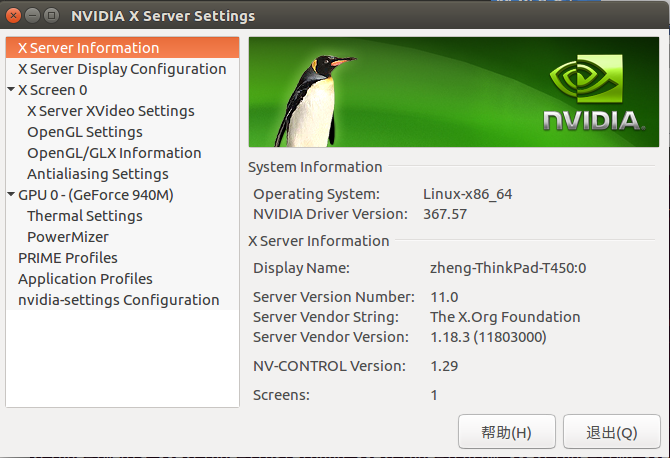 NVIDIA X Server Settings
X Server Information
X Server Display Configuration
X Screen 0
X Server XVideo Settings
OpenGL Settings
OpenGL/GLX Information
Antialiasing Settings
GPU 0 - (GeForce 940M)
Thermal Settings
PowerMizer
PRIME Profiles
Application Profiles
nvidia-settings Configuration
NVIDIA
System Information
Operating System: Linux-x86_64
NVIDIA Driver Version: 367.57
X Server Information
Display Name: zheng-ThinkPad-T450:0
Server Version Number: 11.0
Server Vendor String: The X.Org Foundation
Server Vendor Version: 1.18.3 (11803000)
NV-CONTROL Version: 1.29
Screens: 1
帮助(H) 退出(Q)